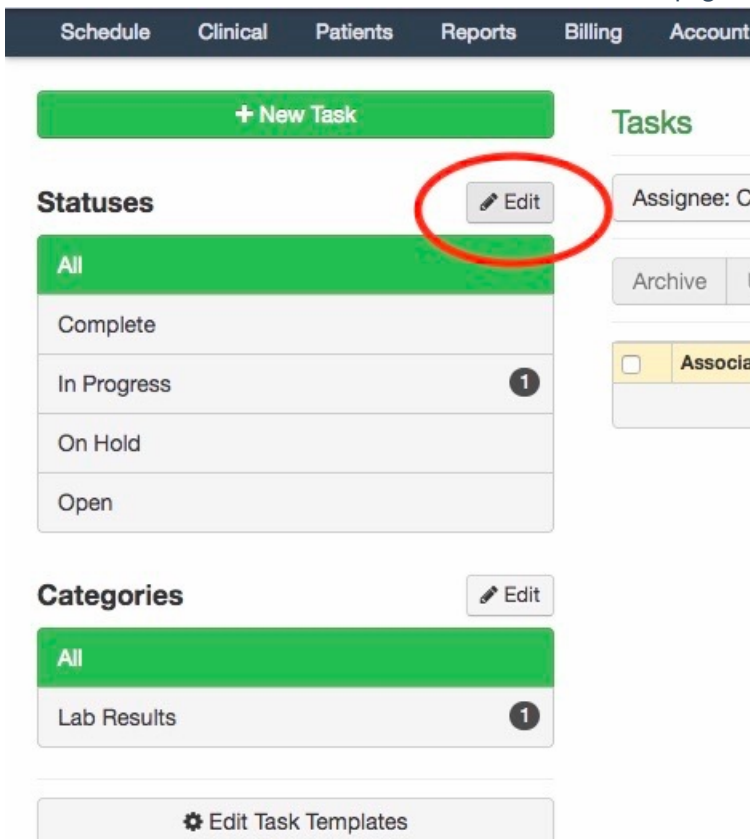 Schedule Clinical Patients Reports Billing Account
+ New Task
Tasks
Statuses
Edit
Assignee: C
All
Archive
Complete
Associa
In Progress 1
On Hold
Open
Categories
Edit
All
Lab Results 1
Edit Task Templates